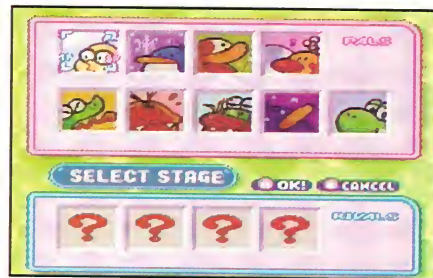 PALS
SELECT STAGE
OK! CANCEL
RIVALS
? ? ? ?